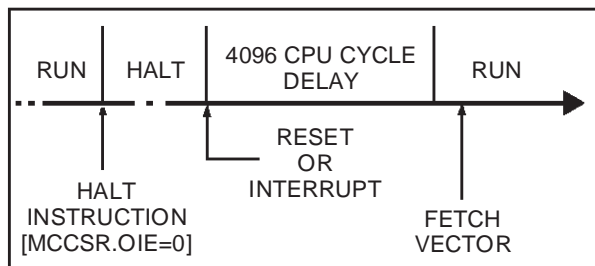 RUN
HALT
4096 CPU CYCLE
DELAY
RUN
HALT
INSTRUCTION
[MCCSR.OIE=0]
RESET
OR
INTERRUPT
FETCH
VECTOR